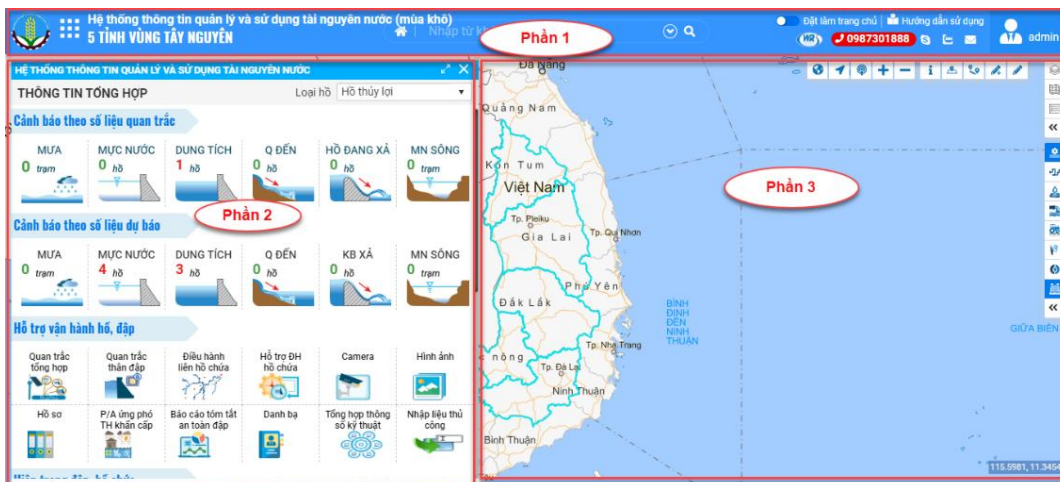 Hệ thống thông tin quản lý và sử dụng tài nguyên nước (mùa khô)
5 TỈNH VÙNG TÂY NGUYÊN
Nhập từ kh
Phần 1
Đặt làm trang chủ | Hướng dẫn sử dụng
0987301888
admin
HỆ THỐNG THÔNG TIN QUẢN LÝ VÀ SỬ DỤNG TÀI NGUYÊN NƯỚC
THÔNG TIN TỔNG HỢP
Loại hồ
Hồ thủy lợi
Cảnh báo theo số liệu quan trắc
MƯA
MỰC NƯỚC
DUNG TÍCH
Q ĐẾN
HỒ ĐANG XẢ
MN SÔNG
0 trạm
0 hồ
1 hồ
0 hồ
0 hồ
0 trạm
Phần 2
Cảnh báo theo số liệu dự báo
MƯA
MỰC NƯỚC
DUNG TÍCH
Q ĐẾN
KB XẢ
MN SÔNG
0 trạm
4 hồ
3 hồ
0 hồ
0 hồ
0 trạm
Hỗ trợ vận hành hồ, đập
Quan trắc tổng hợp
Quan trắc thân đập
Điều hành liên hồ chứa
Hỗ trợ ĐH hồ chứa
Camera
Hình ảnh
Hồ sơ
P/A ứng phó TH khẩn cấp
Báo cáo tóm tắt an toàn đập
Danh bạ
Tổng hợp thông số kỹ thuật
Nhập liệu thủ công
Đà Nẵng
Quảng Nam
Kon Tum
Việt Nam
Phần 3
Tp. Pleiku
Gia Lai
Tp. Qui Nhơn
Phú Yên
Đắk Lắk
BÌNH
ĐỊNH
ĐẾN
NINH
THUẬN
GIỮA BIỂN
nông
Tp. Nha Trang
Tp. Đà Lạt
Ninh Thuận
Bình Thuận
115.5981, 11.3454